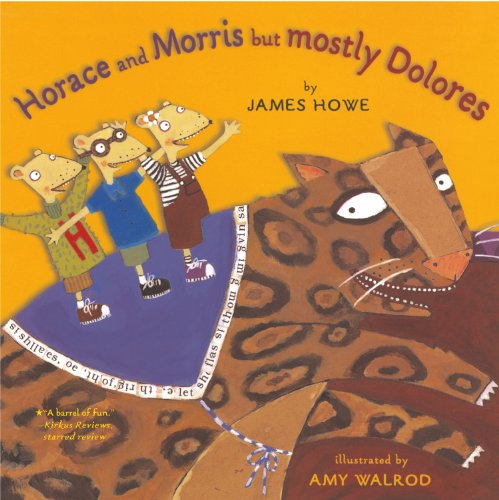 Horace and Morris but mostly Dolores
by
JAMES HOWE
H
★"A barrel of fun."
–Kirkus Reviews,
starred review
illustrated by
AMY WALROD